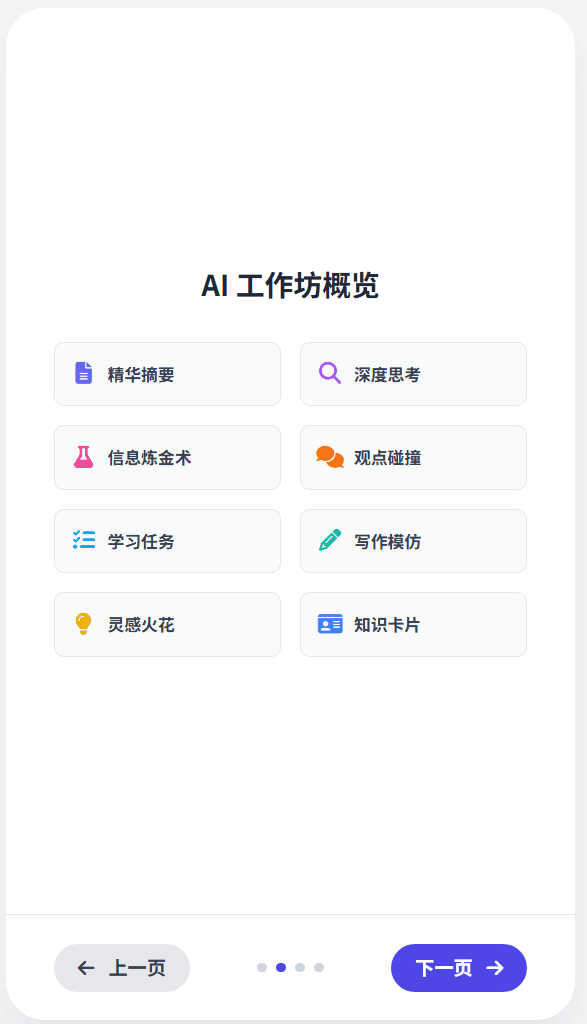 AI 工作坊概览
精华摘要
深度思考
信息炼金术
观点碰撞
学习任务
写作模仿
灵感火花
知识卡片
上一页
下一页